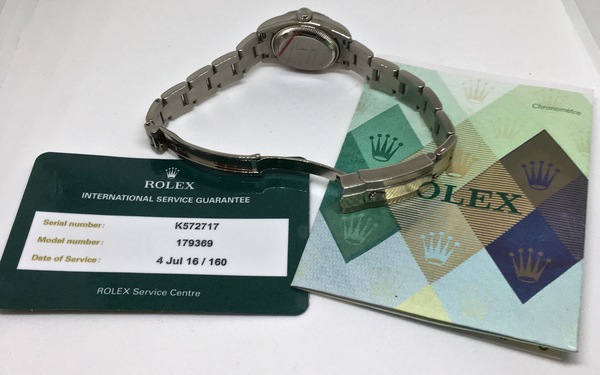 ROLEX
INTERNATIONAL SERVICE GUARANTEE
Serial number: K572717
Model number: 179369
Date of Service: 4 Jul 16 / 160
ROLEX Service Centre
Chronomètre
ROLEX